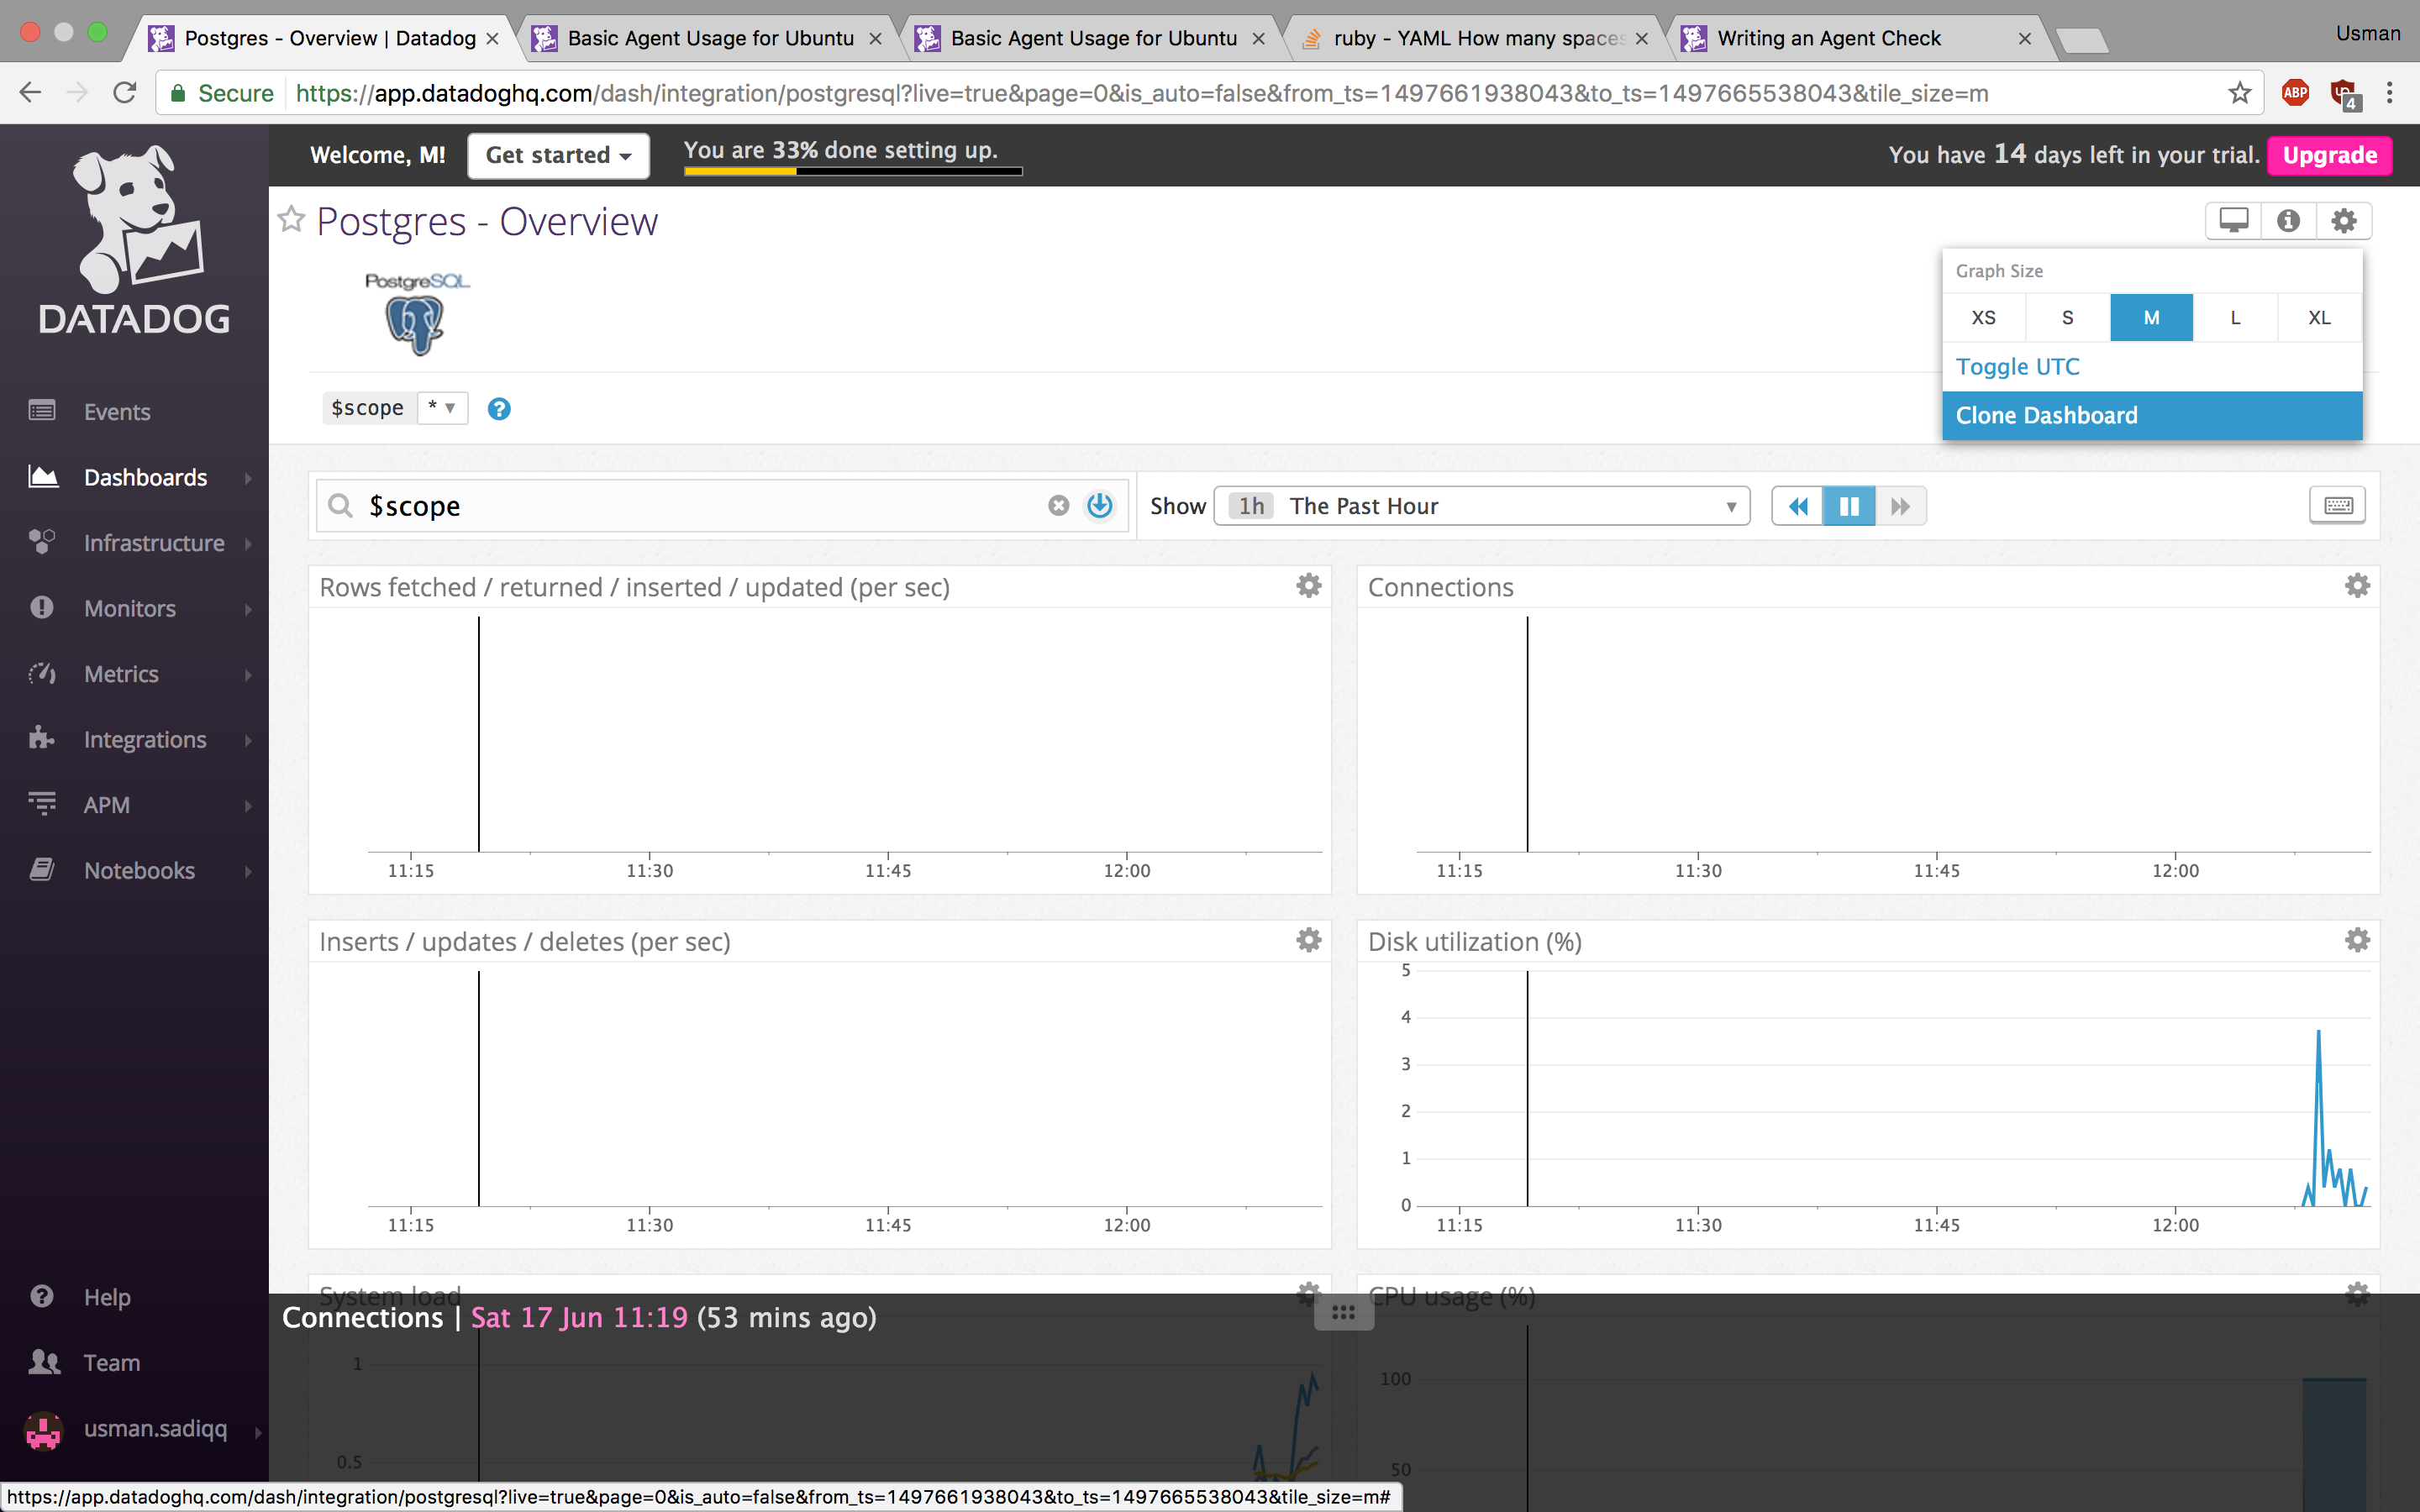 Postgres - Overview | Datadog
Basic Agent Usage for Ubuntu
Basic Agent Usage for Ubuntu
ruby - YAML How many spaces
Writing an Agent Check
Usman
Secure
https://app.datadoghq.com/dash/integration/postgresql?live=true&page=0&is_auto=false&from_ts=1497661938043&to_ts=1497665538043&tile_size=m
ABP
4
DATADOG
Events
Dashboards
Infrastructure
Monitors
Metrics
Integrations
APM
Notebooks
Help
Team
usman.sadiqq
Welcome, M!
Get started
You are 33% done setting up.
You have 14 days left in your trial.
Upgrade
Postgres - Overview
PostgreSQL
Graph Size
XS S M L XL
Toggle UTC
Clone Dashboard
$scope * ?
$scope
Show 1h The Past Hour
Rows fetched / returned / inserted / updated (per sec)
11:15 11:30 11:45 12:00
Connections
11:15 11:30 11:45 12:00
Inserts / updates / deletes (per sec)
11:15 11:30 11:45 12:00
Disk utilization (%)
5
4
3
2
1
0
11:15 11:30 11:45 12:00
System load
1
0.5
CPU usage (%)
100
50
Connections | Sat 17 Jun 11:19 (53 mins ago)
https://app.datadoghq.com/dash/integration/postgresql?live=true&page=0&is_auto=false&from_ts=1497661938043&to_ts=1497665538043&tile_size=m#